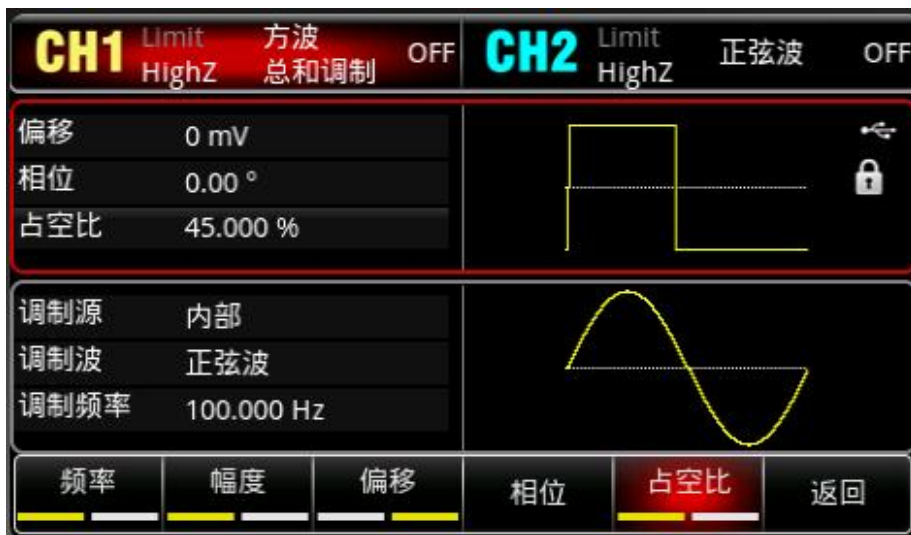 CH1 Limit 方波 OFF CH2 Limit 正弦波 OFF
HighZ 总和调制 HighZ
偏移 0 mV
相位 0.00 °
占空比 45.000 %
调制源 内部
调制波 正弦波
调制频率 100.000 Hz
频率 幅度 偏移 相位 占空比 返回